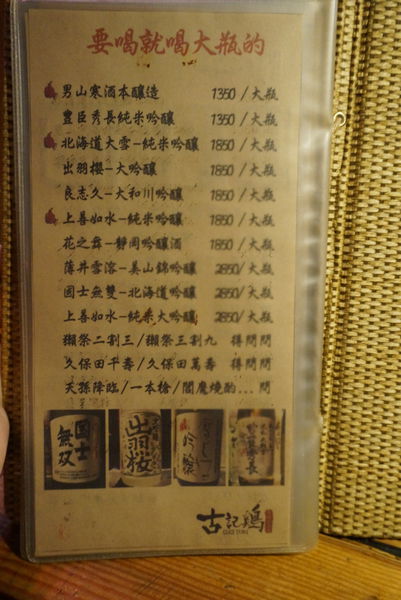 要喝就喝大瓶的
男山寒酒本釀造 1350/大瓶
豊臣秀長純米吟釀 1350/大瓶
北海道大雪-純米吟釀 1850/大瓶
出羽櫻-大吟釀 1850/大瓶
良志久-大和川吟釀 1850/大瓶
上善如水-純米吟釀 1850/大瓶
花之舞-靜岡吟釀酒 1850/大瓶
薄井雪溶-美山錦吟釀 2850/大瓶
國士無雙-北海道吟釀 2850/大瓶
上善如水-純米大吟釀 2850/大瓶
獺祭二割三/獺祭三割九 得問問
久保田千壽/久保田萬壽 得問問
天孫降臨/一本槍/閻魔燒酌... 問
国士無双
出羽桜
吟釀
古記鶏